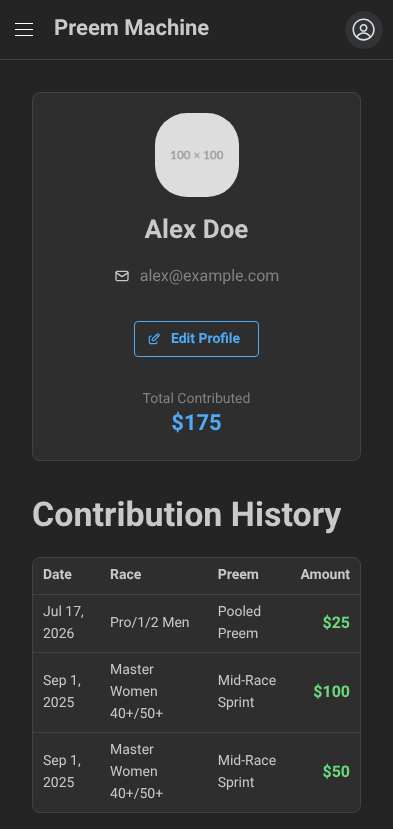 Preem Machine
100 × 100
Alex Doe
alex@example.com
Edit Profile
Total Contributed
$175
Contribution History
Date Race Preem Amount
Jul 17, 2026 Pro/1/2 Men Pooled Preem $25
Sep 1, 2025 Master Women 40+/50+ Mid-Race Sprint $100
Sep 1, 2025 Master Women 40+/50+ Mid-Race Sprint $50